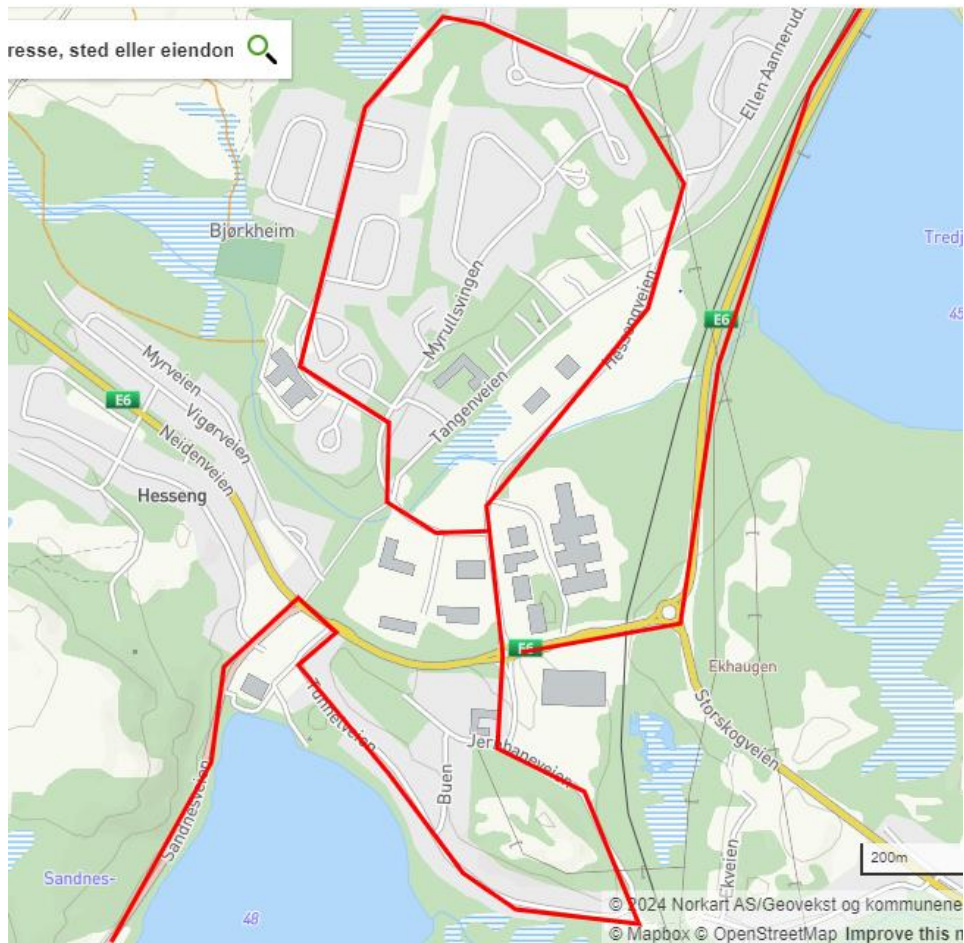 resse, sted eller eiendon
Ellen Aannerud
Bjørkheim
Tredj
45
Myrullsvingen
Hessengveien
E6
Myrveien
Vigørveien
Tangenveien
E6
Neidenveien
Hesseng
E6
Ekhaugen
Storskogveien
Tunnelveien
Jernbaneveien
Buen
Sandnesveien
Ekveien
200m
Sandnes-
48
© 2024 Norkart AS/Geovekst og kommunene
© Mapbox © OpenStreetMap Improve this m